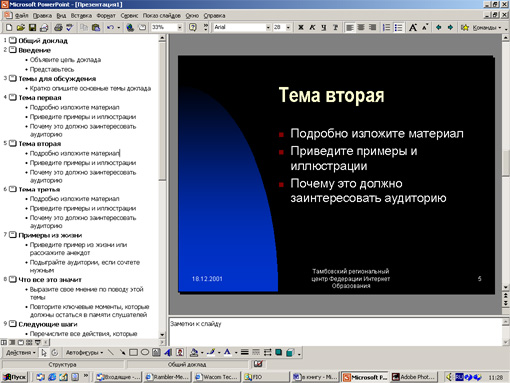 Microsoft PowerPoint - [Презентация1]
Файл Правка Вид Вставка Формат Сервис Показ слайдов Окно Справка
33% Arial 28 Ж К Ч Команды
1 Общий доклад
2 Введение
• Объявите цель доклада
• Представьтесь
3 Темы для обсуждения
• Кратко опишите основные темы доклада
4 Тема первая
• Подробно изложите материал
• Приведите примеры и иллюстрации
• Почему это должно заинтересовать
аудиторию
5 Тема вторая
• Подробно изложите материал
• Приведите примеры и иллюстрации
• Почему это должно заинтересовать
аудиторию
6 Тема третья
• Подробно изложите материал
• Приведите примеры и иллюстрации
• Почему это должно заинтересовать
аудиторию
7 Примеры из жизни
• Приведите пример из жизни или
расскажите анекдот
• Подыграйте аудитории, если сочтете
нужным
8 Что все это значит
• Выразите свое мнение по поводу этой
темы
• Повторите ключевые моменты, которые
должны остаться в памяти слушателей
9 Следующие шаги
• Перечислите все действия, которые
Тема вторая
Подробно изложите материал
Приведите примеры и
иллюстрации
Почему это должно
заинтересовать аудиторию
18.12.2001
Тамбовский региональный
центр Федерации Интернет
Образования
5
Заметки к слайду
Действия Автофигуры
Структура Общий доклад
Пуск Входящие -... Rambler-Me... Wacom Tec... FIO в книгу - Mi... Microsoft P... Adobe Phot... 11:28